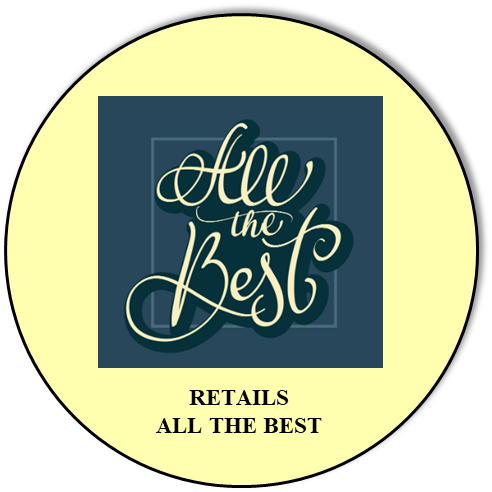 All
the
Best
RETAILS
ALL THE BEST